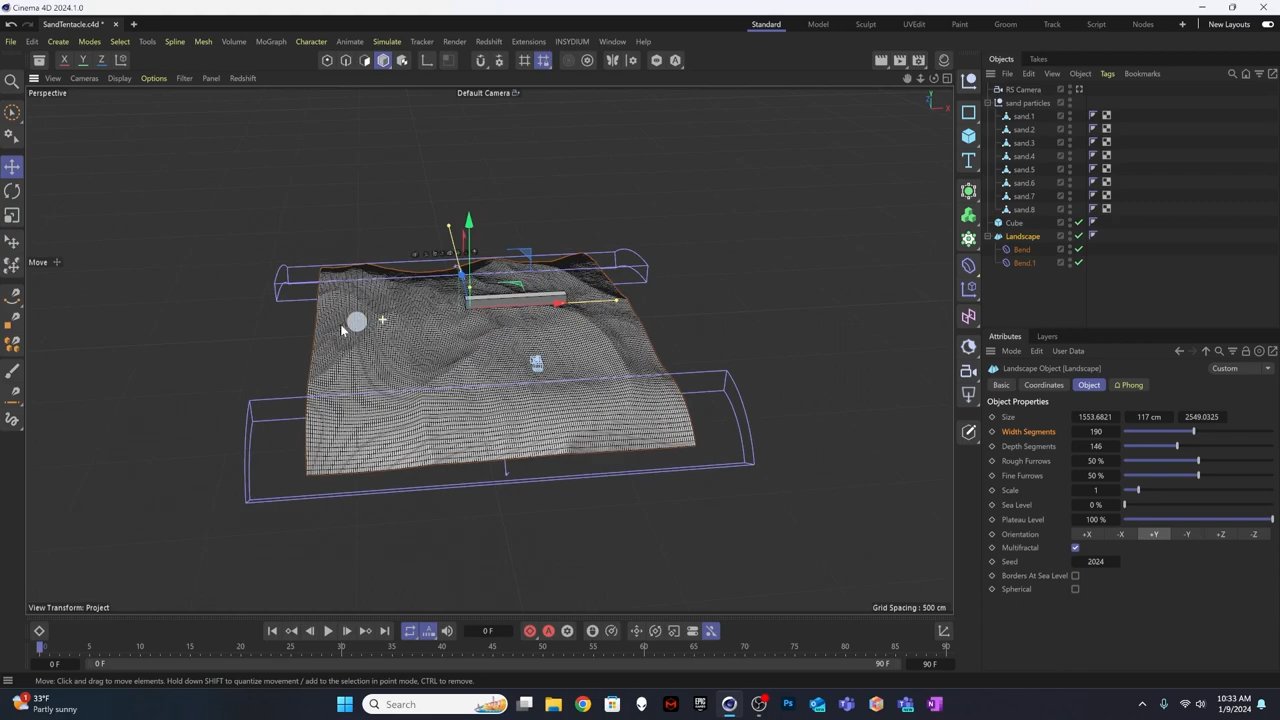 Cinema 4D 2024.1.0
SandTentacle.c4d *
Standard Model Sculpt UVEdit Paint Groom Track Script Nodes New Layouts
File Edit Create Modes Select Tools Spline Mesh Volume MoGraph Character Animate Simulate Tracker Render Redshift Extensions INSYDIUM Window Help
Objects Takes
View Cameras Display Options Filter Panel Redshift
File Edit View Object Tags Bookmarks
Perspective
Default Camera
RS Camera
sand particles
sand.1
sand.2
sand.3
sand.4
sand.5
sand.6
sand.7
sand.8
Cube
Landscape
Bend
Bend.1
Move
Attributes Layers
Mode Edit User Data
Landscape Object [Landscape] Custom
Basic Coordinates Object Phong
Object Properties
Size 1553.6821 117 cm 2549.0325
Width Segments 190
Depth Segments 146
Rough Furrows 50 %
Fine Furrows 50 %
Scale 1
Sea Level 0 %
Plateau Level 100 %
Orientation +X -X +Y -Y +Z -Z
Multifractal
Seed 2024
Borders At Sea Level
Spherical
View Transform: Project
Grid Spacing : 500 cm
0 F
0 5 10 15 20 25 30 35 40 45 50 55 60 65 70 75 80 85 90
0 F 0 F 90 F 90 F
Move: Click and drag to move elements. Hold down SHIFT to quantize movement / add to the selection in point mode, CTRL to remove.
1
33°F
Partly sunny
Search
10:33 AM
1/9/2024